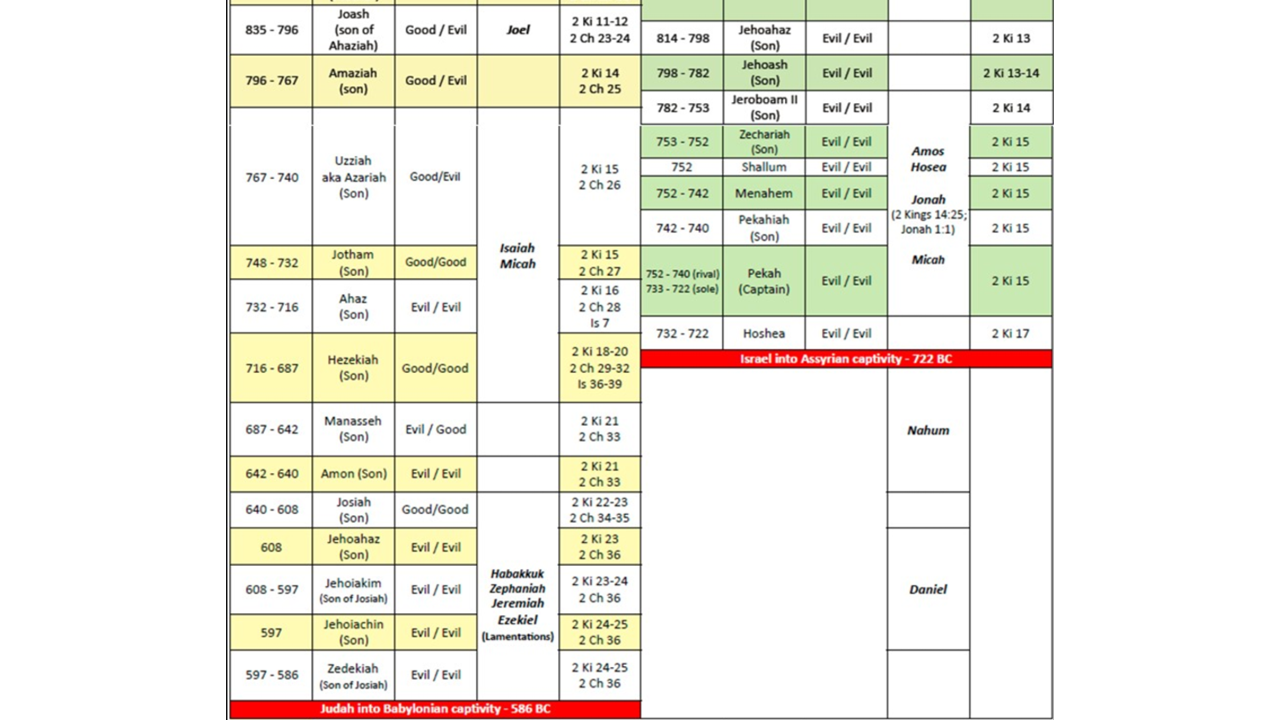 835 - 796
Joash
(son of
Ahaziah)
Good / Evil
Joel
2 Ki 11-12
2 Ch 23-24
796 - 767
Amaziah
(son)
Good / Evil
2 Ki 14
2 Ch 25
767 - 740
Uzziah
aka Azariah
(Son)
Good/Evil
2 Ki 15
2 Ch 26
Isaiah
Micah
748 - 732
Jotham
(Son)
Good/Good
2 Ki 15
2 Ch 27
732 - 716
Ahaz
(Son)
Evil / Evil
2 Ki 16
2 Ch 28
Is 7
716 - 687
Hezekiah
(Son)
Good/Good
2 Ki 18-20
2 Ch 29-32
Is 36-39
687 - 642
Manasseh
(Son)
Evil / Good
2 Ki 21
2 Ch 33
642 - 640
Amon (Son)
Evil / Evil
2 Ki 21
2 Ch 33
640 - 608
Josiah
(Son)
Good/Good
2 Ki 22-23
2 Ch 34-35
608
Jehoahaz
(Son)
Evil / Evil
2 Ki 23
2 Ch 36
Habakkuk
Zephaniah
Jeremiah
Ezekiel
(Lamentations)
608 - 597
Jehoiakim
(Son of Josiah)
Evil / Evil
2 Ki 23-24
2 Ch 36
597
Jehoiachin
(Son)
Evil / Evil
2 Ki 24-25
2 Ch 36
597 - 586
Zedekiah
(Son of Josiah)
Evil / Evil
2 Ki 24-25
2 Ch 36
Judah into Babylonian captivity - 586 BC
814 - 798
Jehoahaz
(Son)
Evil / Evil
2 Ki 13
798 - 782
Jehoash
(Son)
Evil / Evil
2 Ki 13-14
782 - 753
Jeroboam II
(Son)
Evil / Evil
2 Ki 14
753 - 752
Zechariah
(Son)
Evil / Evil
2 Ki 15
Amos
Hosea
Jonah
(2 Kings 14:25;
Jonah 1:1)
Micah
752
Shallum
Evil / Evil
2 Ki 15
752 - 742
Menahem
Evil / Evil
2 Ki 15
742 - 740
Pekahiah
(Son)
Evil / Evil
2 Ki 15
752 - 740 (rival)
733 - 722 (sole)
Pekah
(Captain)
Evil / Evil
2 Ki 15
732 - 722
Hoshea
Evil / Evil
2 Ki 17
Israel into Assyrian captivity - 722 BC
Nahum
Daniel